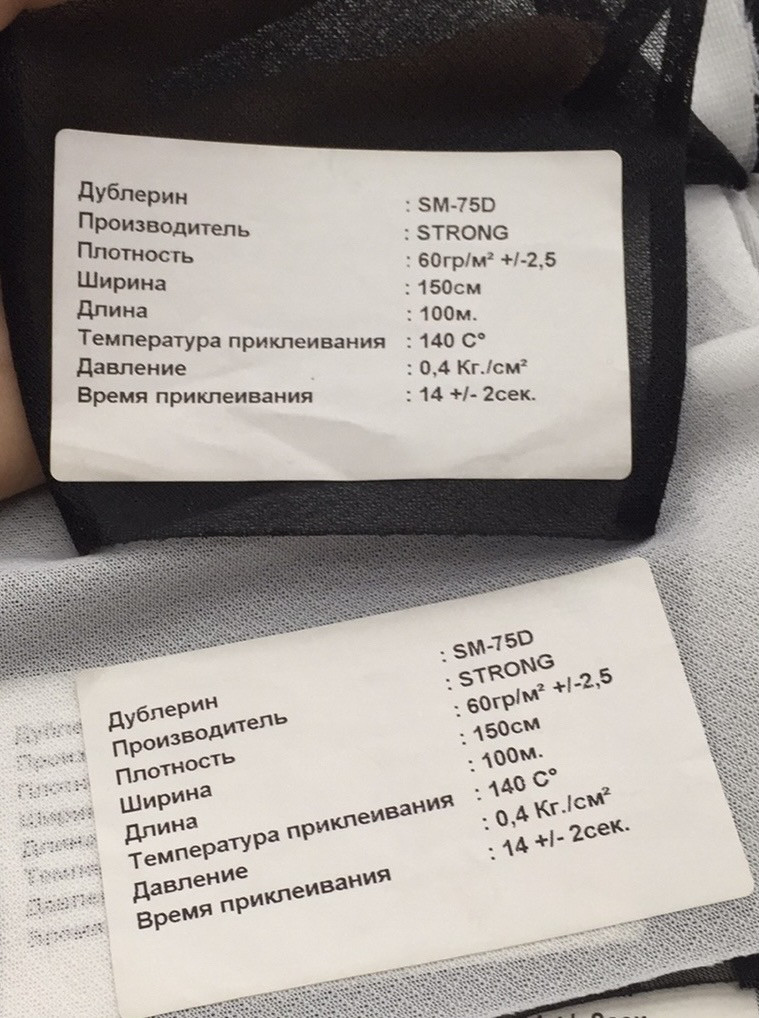 Дублерин : SM-75D
Производитель : STRONG
Плотность : 60гр/м² +/-2,5
Ширина : 150см
Длина : 100м.
Температура приклеивания : 140 С°
Давление : 0,4 Кг./см²
Время приклеивания : 14 +/- 2сек.
Дублерин : SM-75D
Производитель : STRONG
Плотность : 60гр/м² +/-2,5
Ширина : 150см
Длина : 100м.
Температура приклеивания : 140 С°
Давление : 0,4 Кг./см²
Время приклеивания : 14 +/- 2сек.